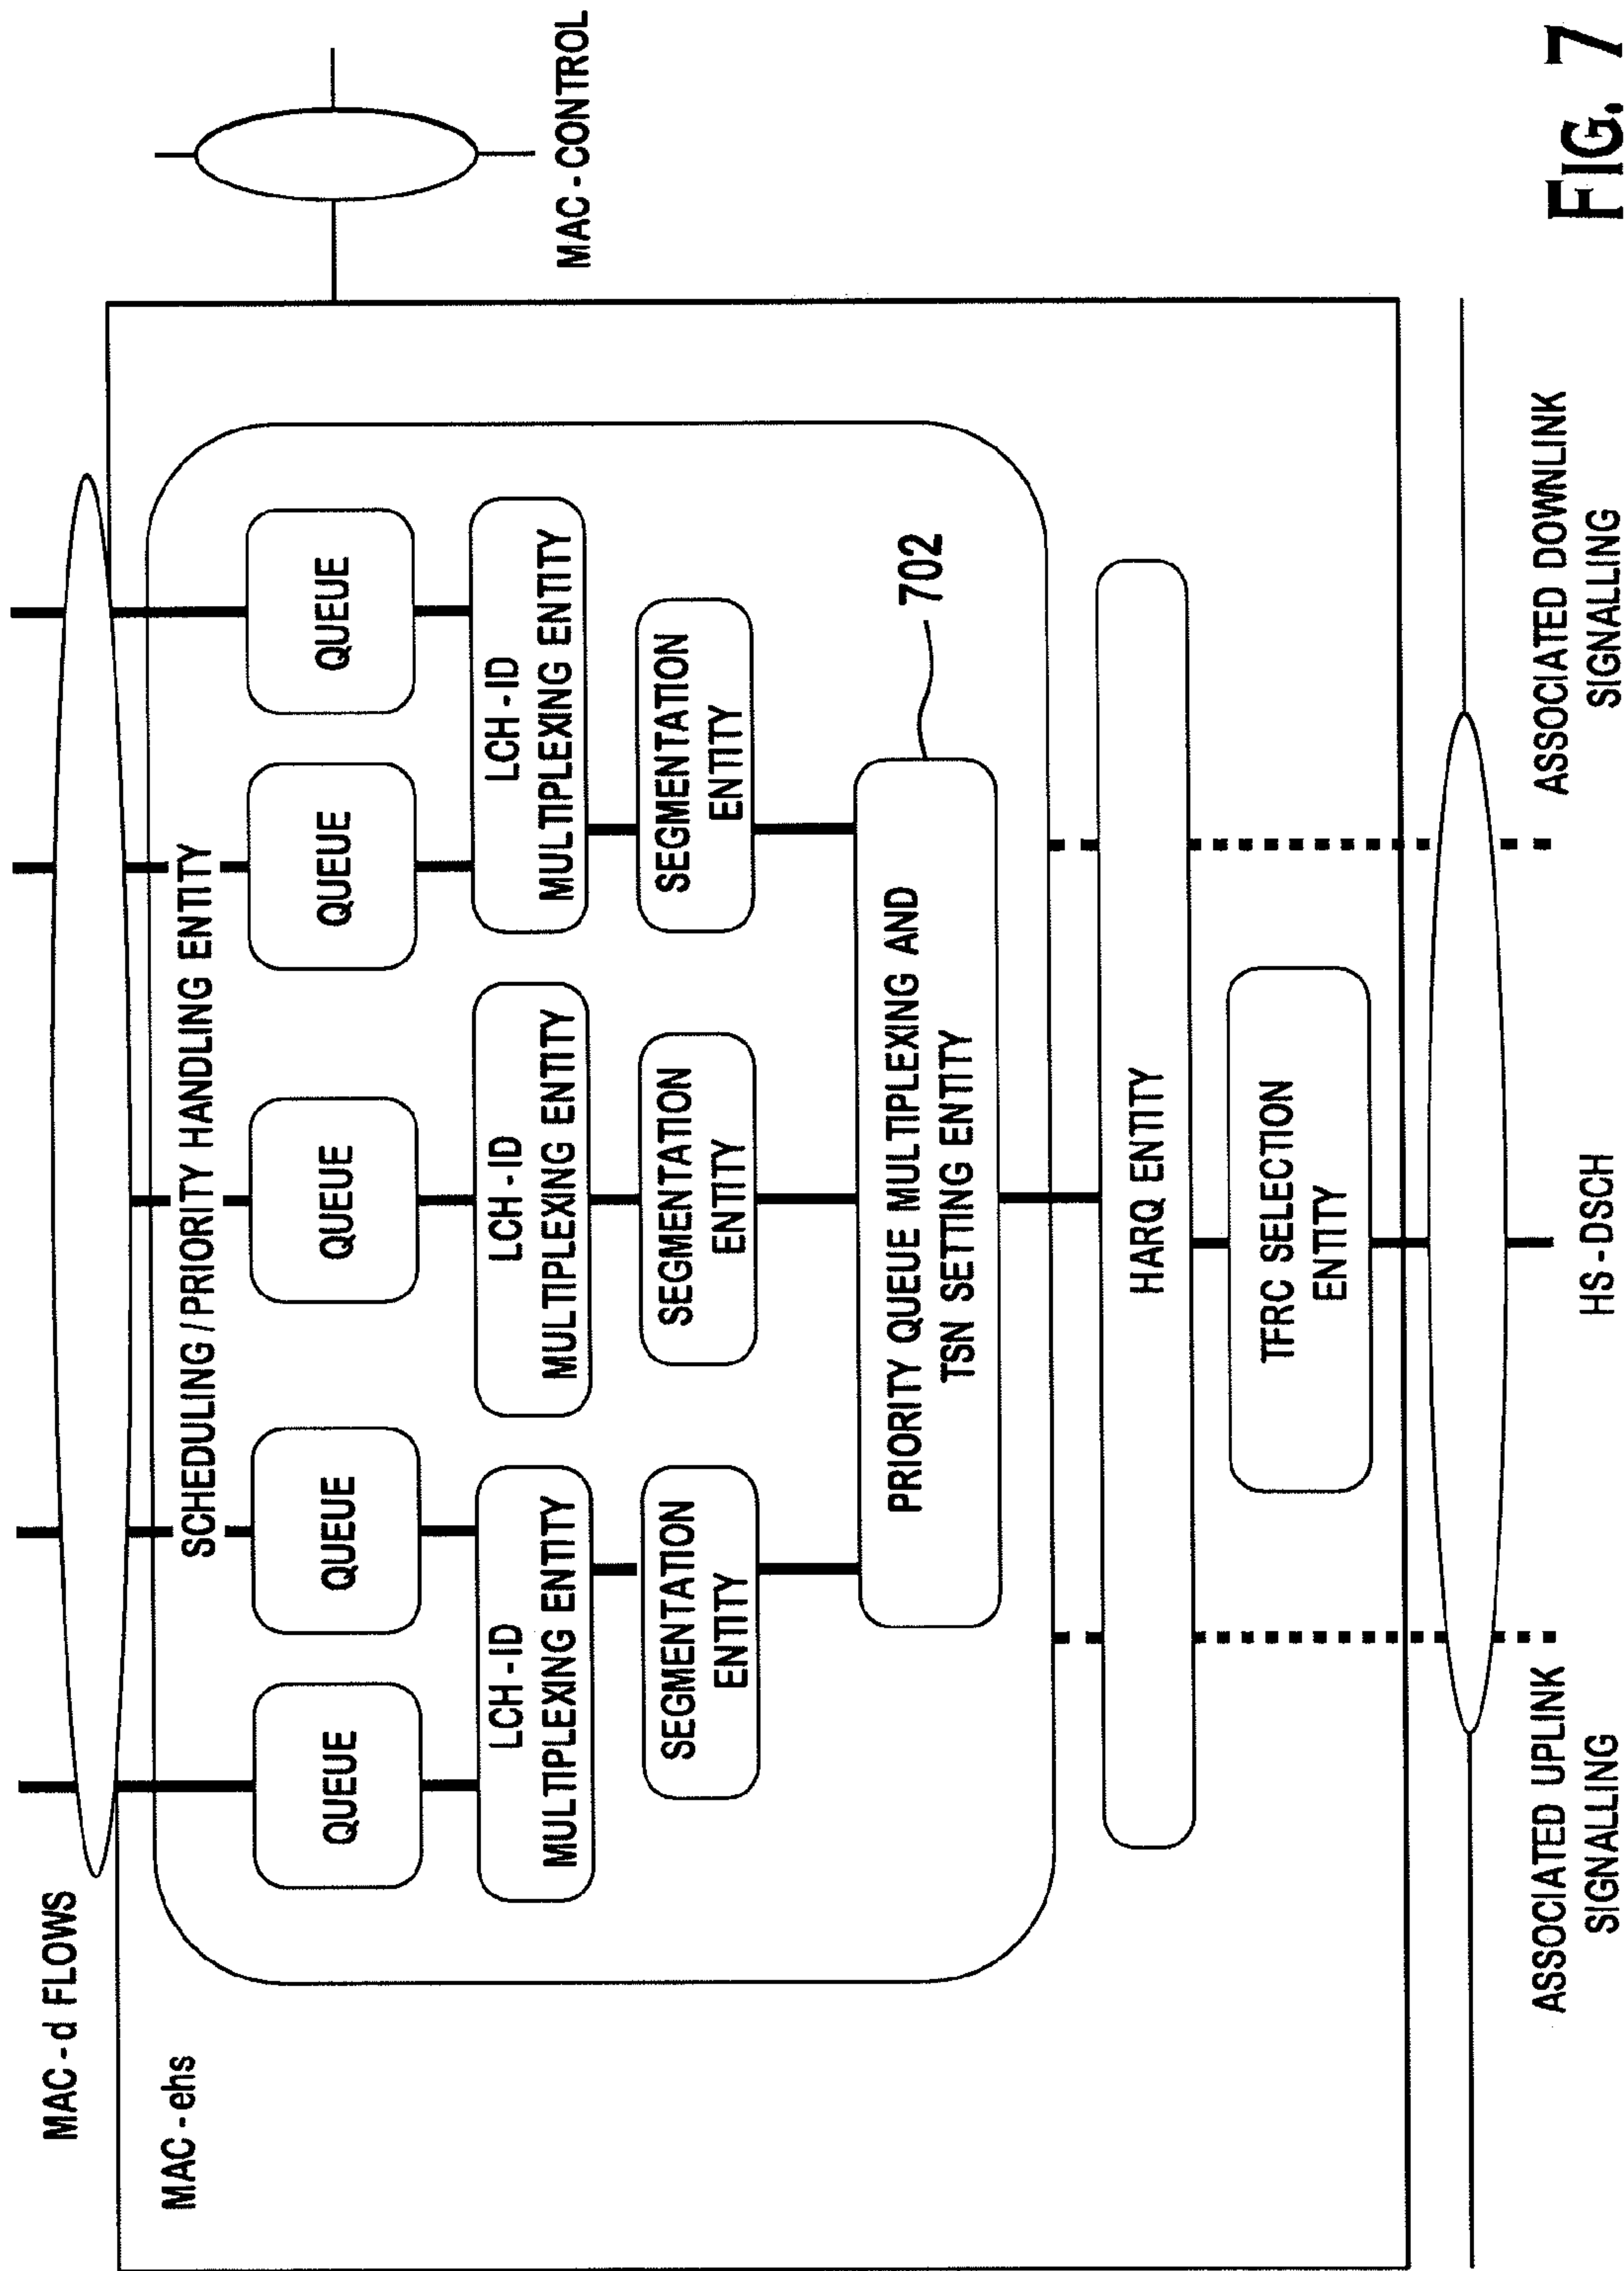 MAC-d FLOWS
MAC-ehs
SCHEDULING/PRIORITY HANDLING ENTITY
MAC-CONTROL
QUEUE
QUEUE
QUEUE
QUEUE
QUEUE
LCH-ID
MULTIPLEXING ENTITY
LCH-ID
MULTIPLEXING ENTITY
LCH-ID
MULTIPLEXING ENTITY
SEGMENTATION
ENTITY
SEGMENTATION
ENTITY
SEGMENTATION
ENTITY
PRIORITY QUEUE MULTIPLEXING AND
TSN SETTING ENTITY
702
HARQ ENTITY
TFRC SELECTION
ENTITY
ASSOCIATED UPLINK
SIGNALLING
HS-DSCH
ASSOCIATED DOWNLINK
SIGNALLING
FIG. 7